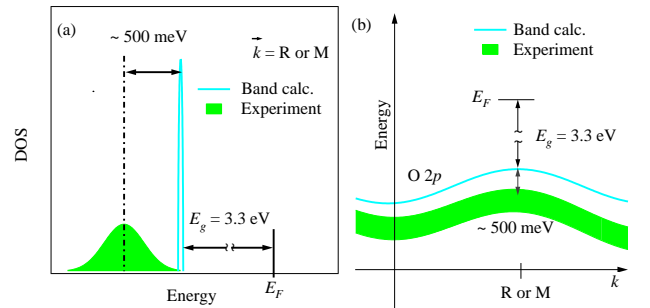 (a)
~ 500 meV
k = R or M
Band calc.
Experiment
DOS
E_g = 3.3 eV
Energy
E_F
(b)
Band calc.
Experiment
Energy
E_F
E_g = 3.3 eV
O 2p
~ 500 meV
R or M
k